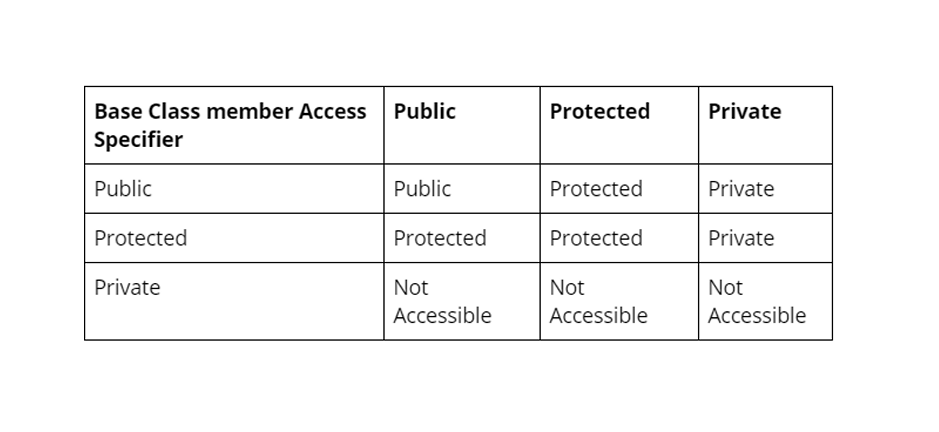 Base Class member Access Specifier Public Protected Private
Public Public Protected Private
Protected Protected Protected Private
Private Not Accessible Not Accessible Not Accessible